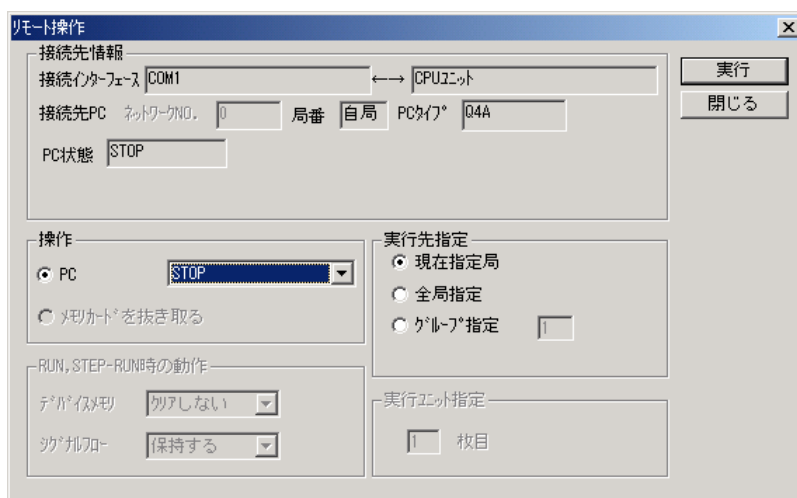 リモート操作
接続先情報
接続インターフェース COM1 ←→ CPUユニット
実行
接続先PC ネットワークNO. 0 局番 自局 PCタイプ Q4A
閉じる
PC状態 STOP
操作
PC STOP
メモリカードを抜き取る
実行先指定
現在指定局
全局指定
グループ指定 1
RUN,STEP-RUN時の動作
デバイスメモリ クリアしない
シグナルフロー 保持する
実行ユニット指定
1 枚目